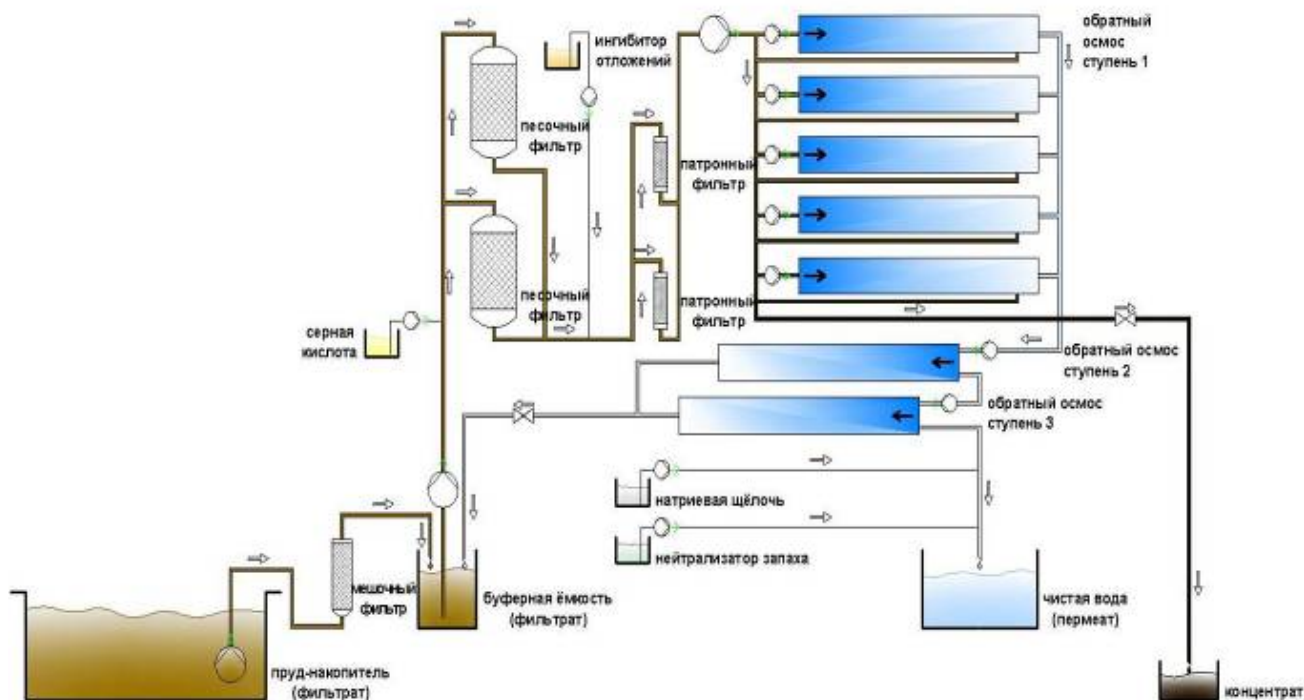 обратный
осмос
ступень 1
ингибитор
отложений
песочный
фильтр
патронный
фильтр
песочный
фильтр
патронный
фильтр
серная
кислота
обратный осмос
ступень 2
обратный осмос
ступень 3
натриевая щёлочь
нейтрализатор запаха
мешочный
фильтр
буферная ёмкость
(фильтрат)
чистая вода
(пермеат)
пруд-накопитель
(фильтрат)
концентрат